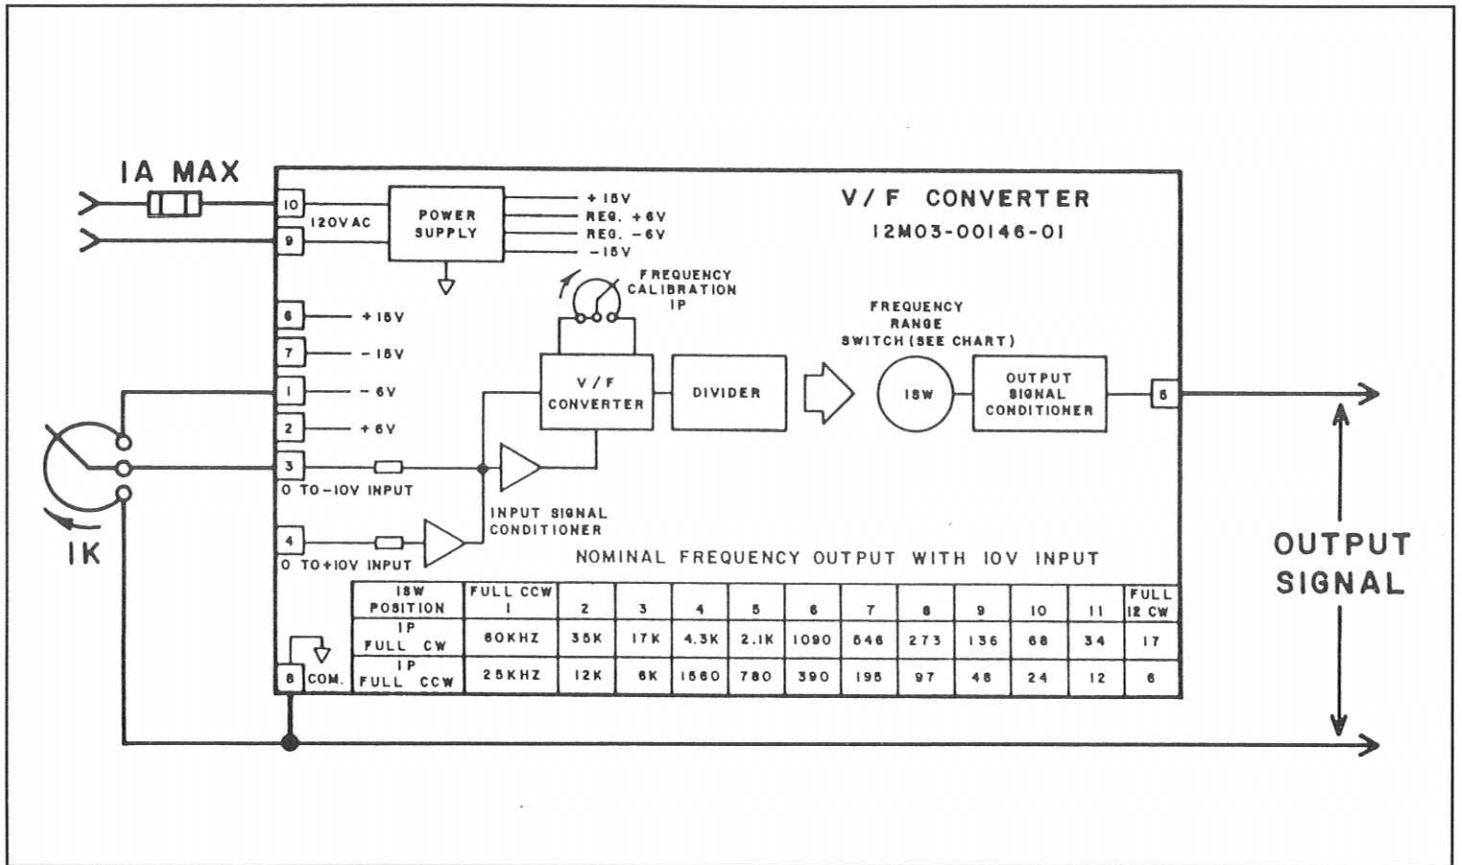 1A MAX
10
120VAC
9
POWER
SUPPLY
+15V
REG. +6V
REG. -6V
-15V
V/F CONVERTER
12M03-00146-01
FREQUENCY
CALIBRATION
1P
FREQUENCY
RANGE
SWITCH (SEE CHART)
6 +15V
7 -15V
1 -6V
2 +6V
3
0 TO -10V INPUT
4
0 TO +10V INPUT
1K
V/F
CONVERTER
DIVIDER
1SW
OUTPUT
SIGNAL
CONDITIONER
5
INPUT SIGNAL
CONDITIONER
OUTPUT
SIGNAL
NOMINAL FREQUENCY OUTPUT WITH 10V INPUT
1SW POSITION FULL CCW 1 2 3 4 5 6 7 8 9 10 11 FULL 12 CW
1P FULL CW 60KHZ 35K 17K 4.3K 2.1K 1090 546 273 136 68 34 17
1P FULL CCW 25KHZ 12K 6K 1560 780 390 195 97 48 24 12 6
8 COM.